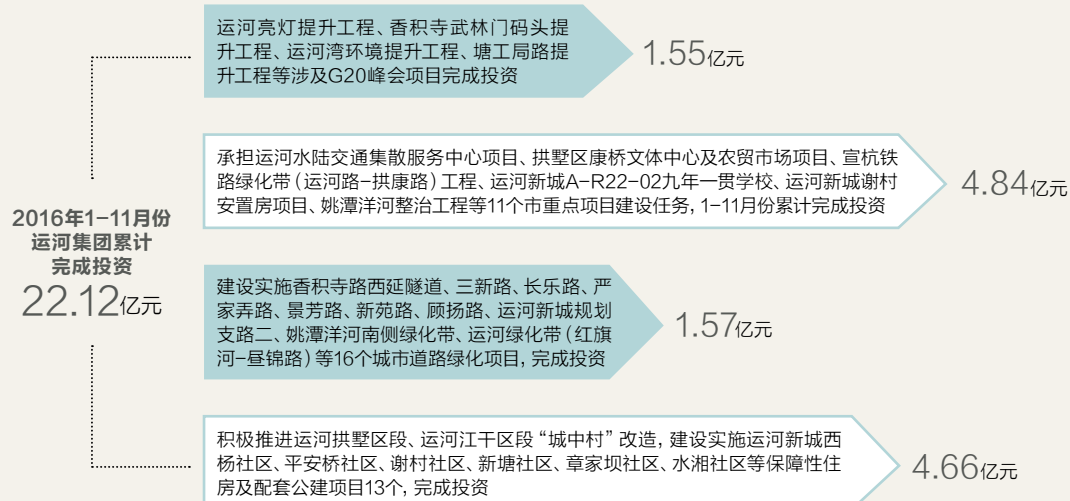 运河亮灯提升工程、香积寺武林门码头提
升工程、运河湾环境提升工程、塘工局路提
升工程等涉及G20峰会项目完成投资
1.55亿元
承担运河水陆交通集散服务中心项目、拱墅区康桥文体中心及农贸市场项目、宣杭铁
路绿化带（运河路-拱康路）工程、运河新城A-R22-02九年一贯学校、运河新城谢村
安置房项目、姚潭洋河整治工程等11个市重点项目建设任务，1-11月份累计完成投资
4.84亿元
2016年1-11月份
运河集团累计
完成投资
22.12亿元
建设实施香积寺路西延隧道、三新路、长乐路、严
家弄路、景芳路、新苑路、顾扬路、运河新城规划
支路二、姚潭洋河南侧绿化带、运河绿化带（红旗
河-昼锦路）等16个城市道路绿化项目，完成投资
1.57亿元
积极推进运河拱墅区段、运河江干区段“城中村”改造，建设实施运河新城西
杨社区、平安桥社区、谢村社区、新塘社区、章家坝社区、水湘社区等保障性住
房及配套公建项目13个，完成投资
4.66亿元